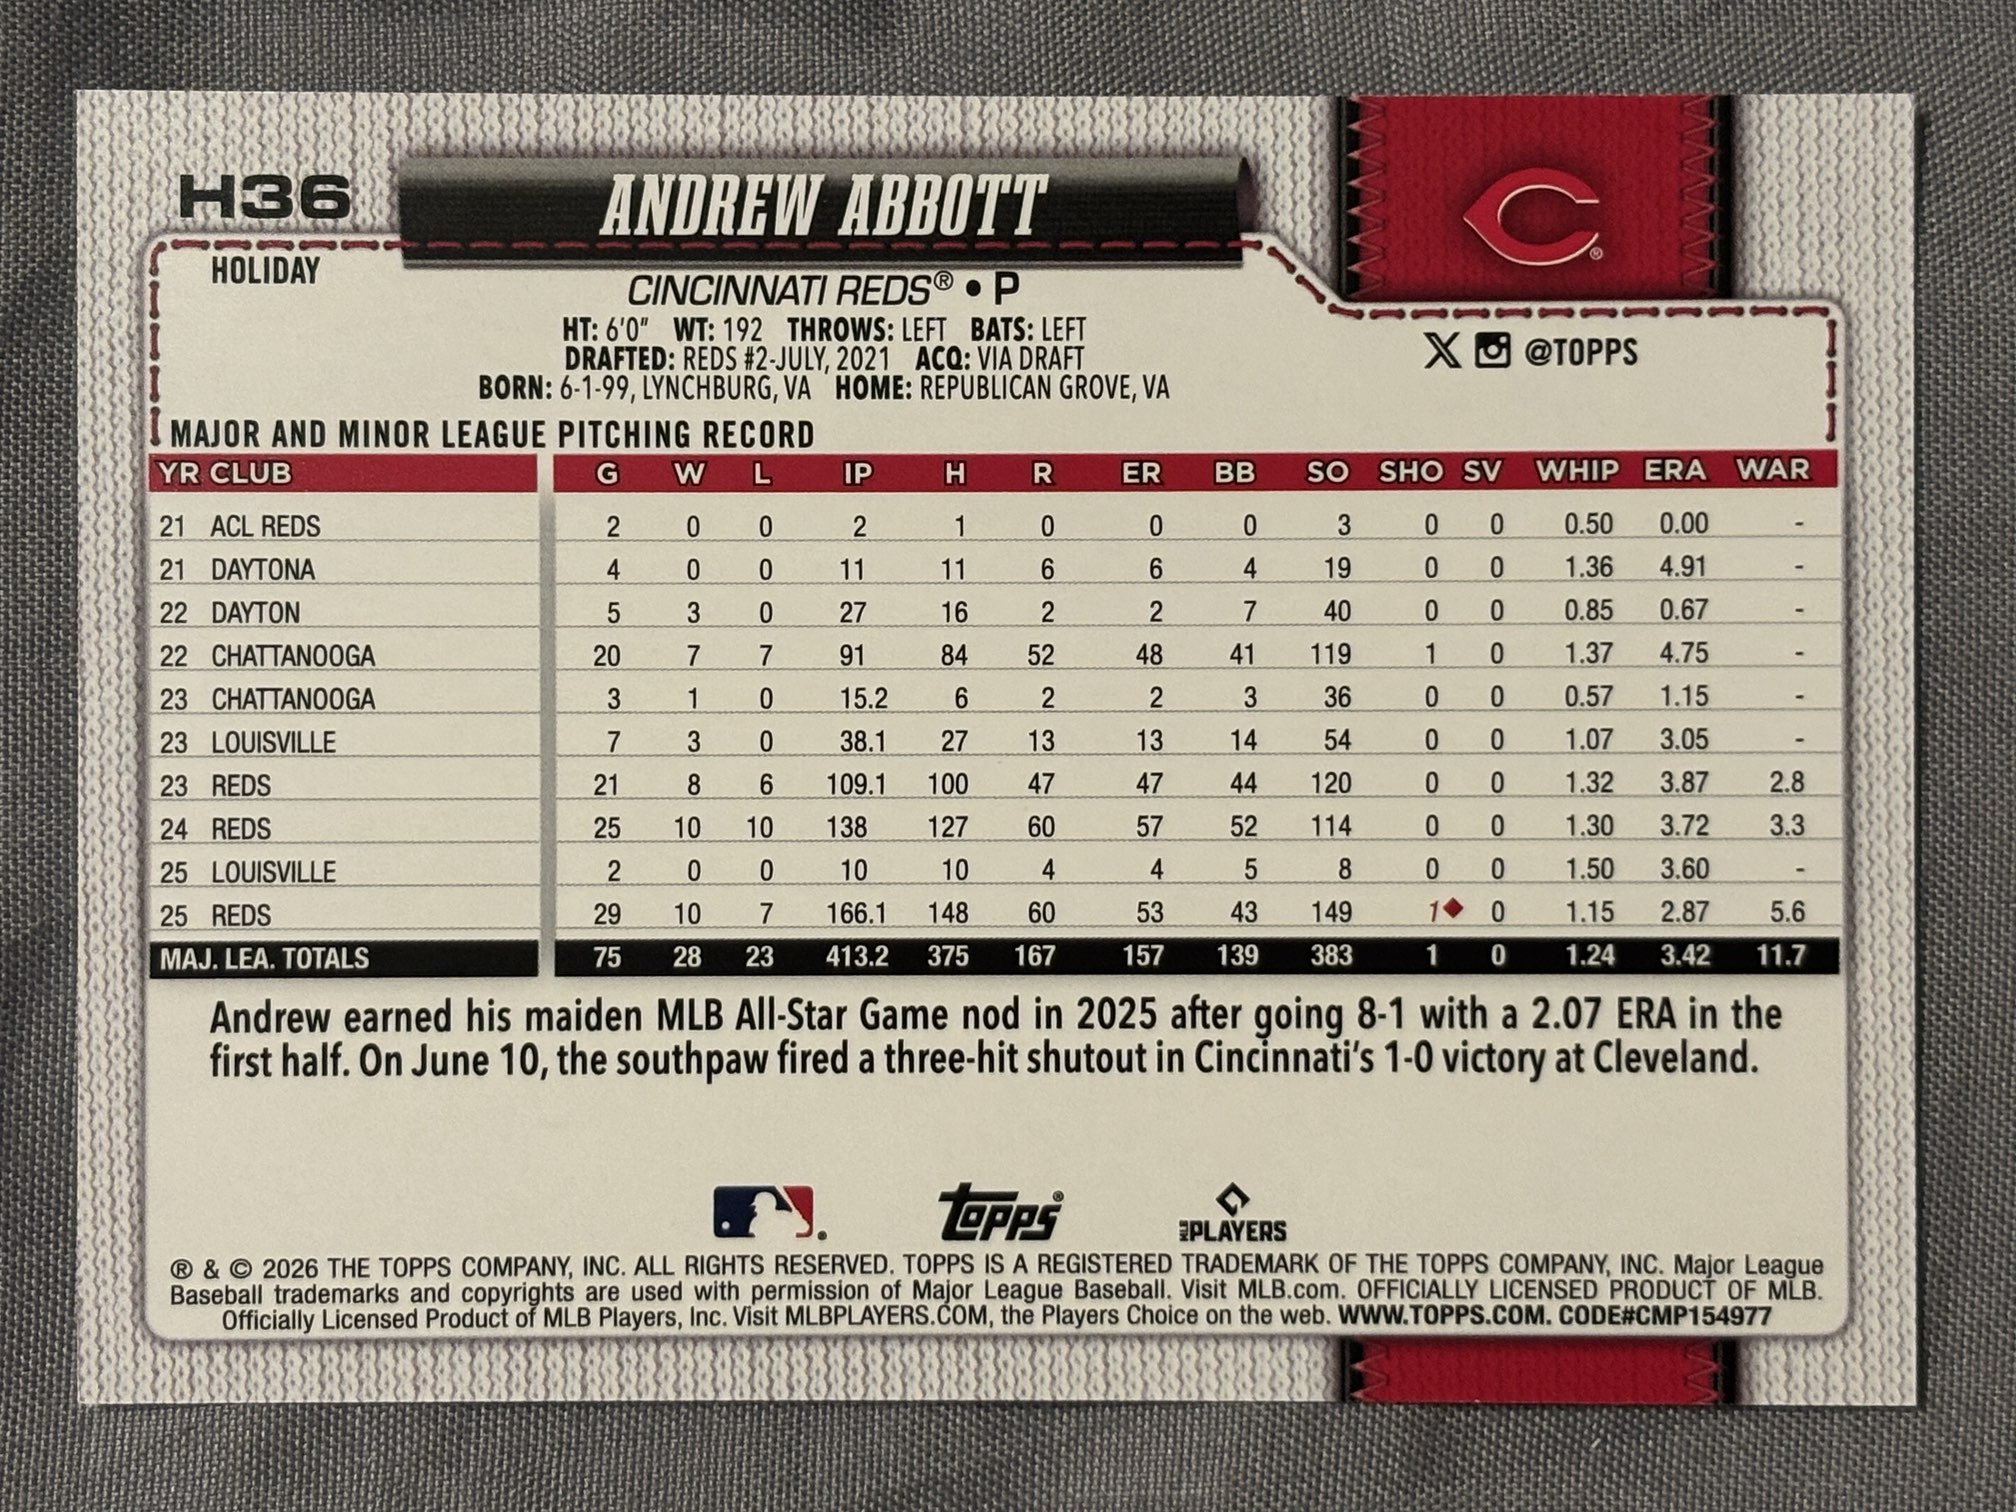 H36
ANDREW ABBOTT
HOLIDAY
CINCINNATI REDS® • P
HT: 6'0" WT: 192 THROWS: LEFT BATS: LEFT
DRAFTED: REDS #2-JULY, 2021 ACQ: VIA DRAFT
BORN: 6-1-99, LYNCHBURG, VA HOME: REPUBLICAN GROVE, VA
C ®
X @TOPPS
MAJOR AND MINOR LEAGUE PITCHING RECORD
YR CLUB G W L IP H R ER BB SO SHO SV WHIP ERA WAR
21 ACL REDS 2 0 0 2 1 0 0 0 3 0 0 0.50 0.00 -
21 DAYTONA 4 0 0 11 11 6 6 4 19 0 0 1.36 4.91 -
22 DAYTON 5 3 0 27 16 2 2 7 40 0 0 0.85 0.67 -
22 CHATTANOOGA 20 7 7 91 84 52 48 41 119 1 0 1.37 4.75 -
23 CHATTANOOGA 3 1 0 15.2 6 2 2 3 36 0 0 0.57 1.15 -
23 LOUISVILLE 7 3 0 38.1 27 13 13 14 54 0 0 1.07 3.05 -
23 REDS 21 8 6 109.1 100 47 47 44 120 0 0 1.32 3.87 2.8
24 REDS 25 10 10 138 127 60 57 52 114 0 0 1.30 3.72 3.3
25 LOUISVILLE 2 0 0 10 10 4 4 5 8 0 0 1.50 3.60 -
25 REDS 29 10 7 166.1 148 60 53 43 149 1♦ 0 1.15 2.87 5.6
MAJ. LEA. TOTALS 75 28 23 413.2 375 167 157 139 383 1 0 1.24 3.42 11.7
Andrew earned his maiden MLB All-Star Game nod in 2025 after going 8-1 with a 2.07 ERA in the
first half. On June 10, the southpaw fired a three-hit shutout in Cincinnati's 1-0 victory at Cleveland.
Topps® MLBPLAYERS
® & © 2026 THE TOPPS COMPANY, INC. ALL RIGHTS RESERVED. TOPPS IS A REGISTERED TRADEMARK OF THE TOPPS COMPANY, INC. Major League
Baseball trademarks and copyrights are used with permission of Major League Baseball. Visit MLB.com. OFFICIALLY LICENSED PRODUCT OF MLB.
Officially Licensed Product of MLB Players, Inc. Visit MLBPLAYERS.COM, the Players Choice on the web. WWW.TOPPS.COM. CODE#CMP154977